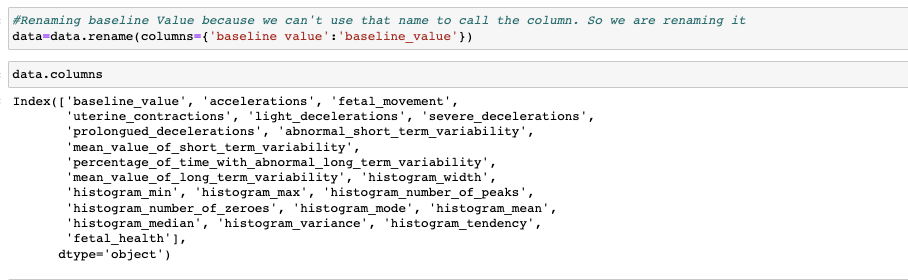 #Renaming baseline Value because we can't use that name to call the column. So we are renaming it
data=data.rename(columns={'baseline value':'baseline_value'})
data.columns
Index(['baseline_value', 'accelerations', 'fetal_movement',
       'uterine_contractions', 'light_decelerations', 'severe_decelerations',
       'prolongued_decelerations', 'abnormal_short_term_variability',
       'mean_value_of_short_term_variability',
       'percentage_of_time_with_abnormal_long_term_variability',
       'mean_value_of_long_term_variability', 'histogram_width',
       'histogram_min', 'histogram_max', 'histogram_number_of_peaks',
       'histogram_number_of_zeroes', 'histogram_mode', 'histogram_mean',
       'histogram_median', 'histogram_variance', 'histogram_tendency',
       'fetal_health'],
      dtype='object')